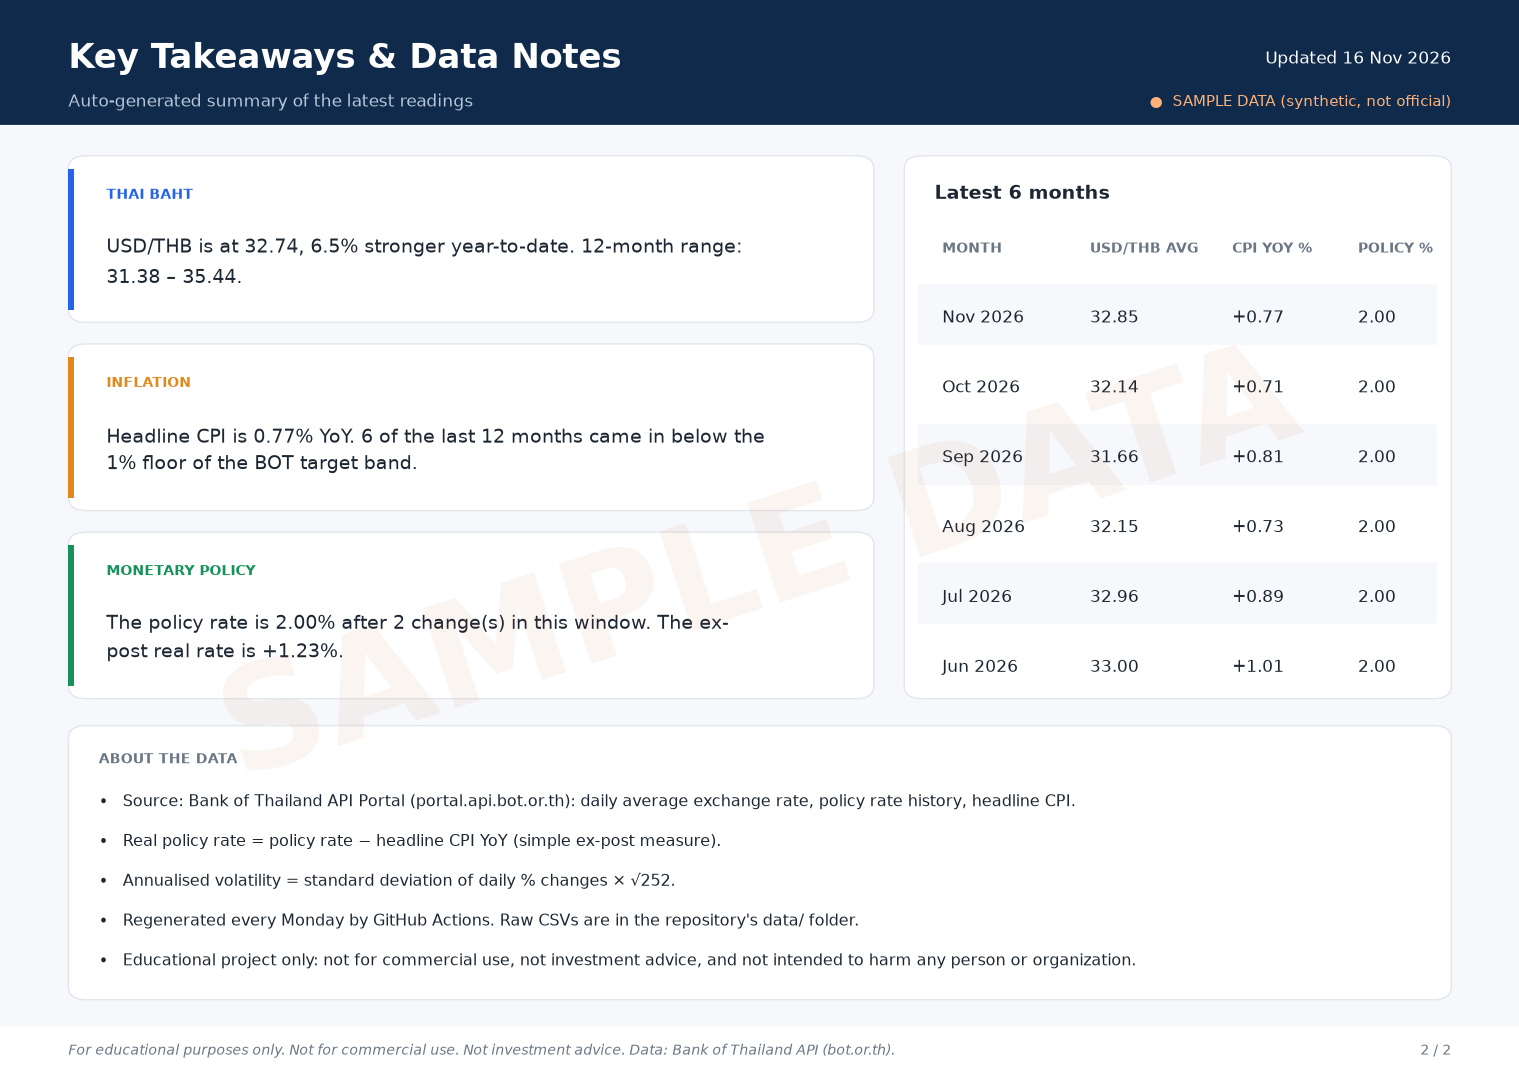 Key Takeaways & Data Notes
Auto-generated summary of the latest readings
Updated 16 Nov 2026
● SAMPLE DATA (synthetic, not official)
THAI BAHT
USD/THB is at 32.74, 6.5% stronger year-to-date. 12-month range:
31.38 – 35.44.
INFLATION
Headline CPI is 0.77% YoY. 6 of the last 12 months came in below the
1% floor of the BOT target band.
MONETARY POLICY
The policy rate is 2.00% after 2 change(s) in this window. The ex-
post real rate is +1.23%.
Latest 6 months
MONTH USD/THB AVG CPI YOY % POLICY %
Nov 2026 32.85 +0.77 2.00
Oct 2026 32.14 +0.71 2.00
Sep 2026 31.66 +0.81 2.00
Aug 2026 32.15 +0.73 2.00
Jul 2026 32.96 +0.89 2.00
Jun 2026 33.00 +1.01 2.00
SAMPLE DATA
ABOUT THE DATA
• Source: Bank of Thailand API Portal (portal.api.bot.or.th): daily average exchange rate, policy rate history, headline CPI.
• Real policy rate = policy rate − headline CPI YoY (simple ex-post measure).
• Annualised volatility = standard deviation of daily % changes × √252.
• Regenerated every Monday by GitHub Actions. Raw CSVs are in the repository's data/ folder.
• Educational project only: not for commercial use, not investment advice, and not intended to harm any person or organization.
For educational purposes only. Not for commercial use. Not investment advice. Data: Bank of Thailand API (bot.or.th).
2 / 2